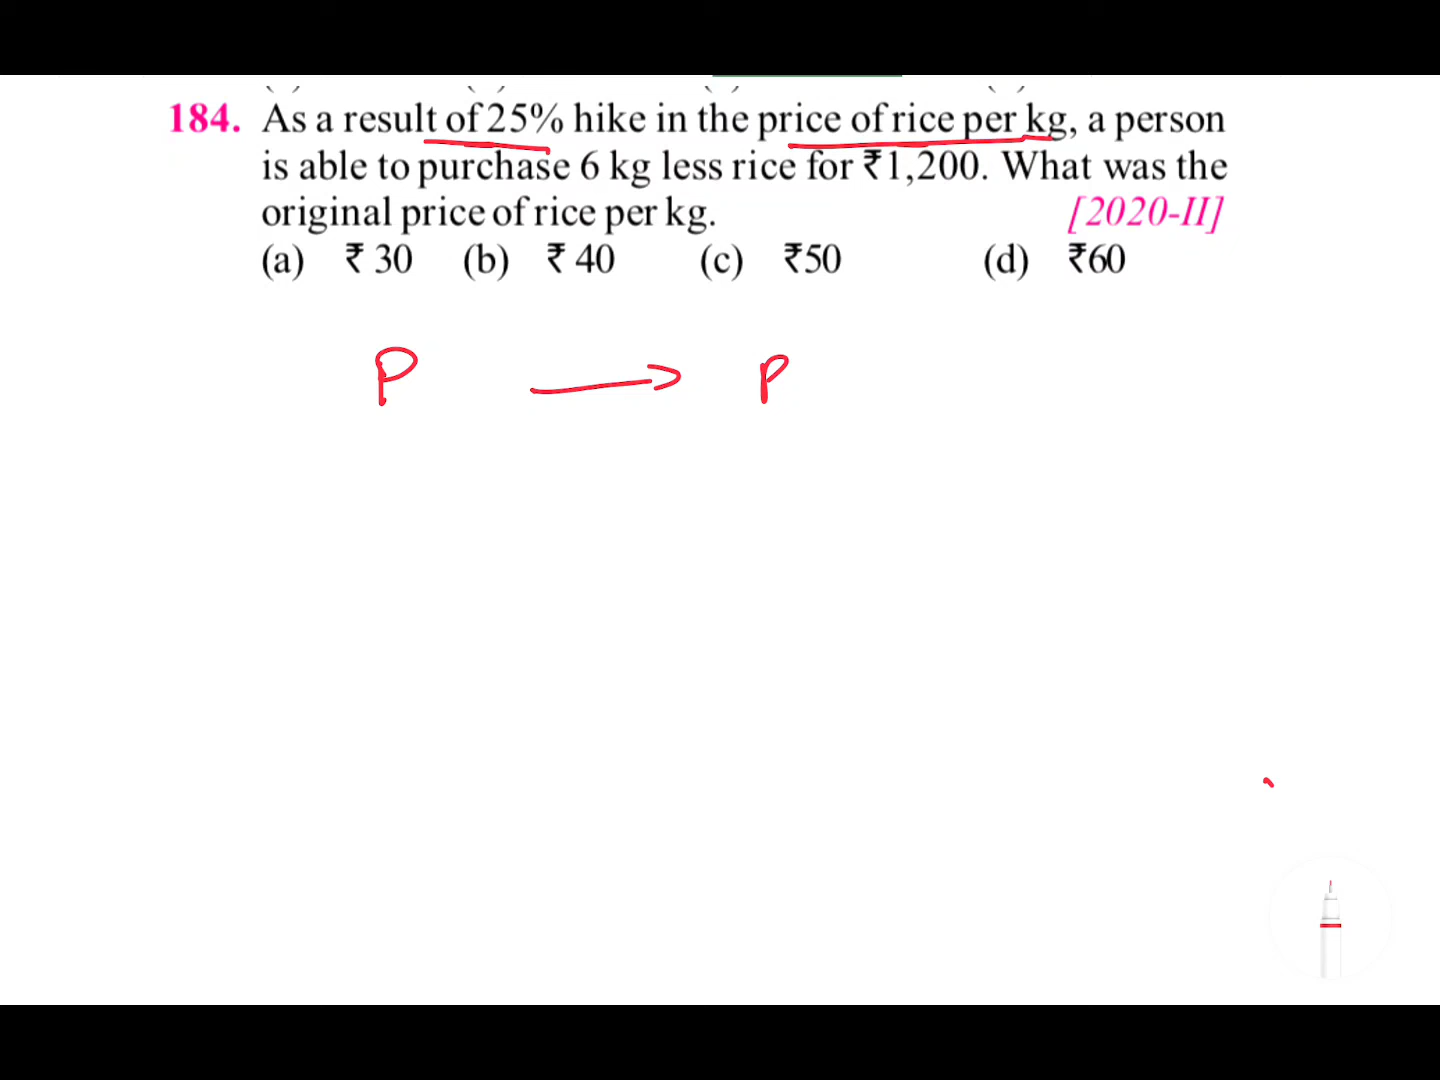 184. As a result of 25% hike in the price of rice per kg, a person
is able to purchase 6 kg less rice for ₹1,200. What was the
original price of rice per kg. [2020-II]
(a) ₹ 30 (b) ₹ 40 (c) ₹50 (d) ₹60
P → P